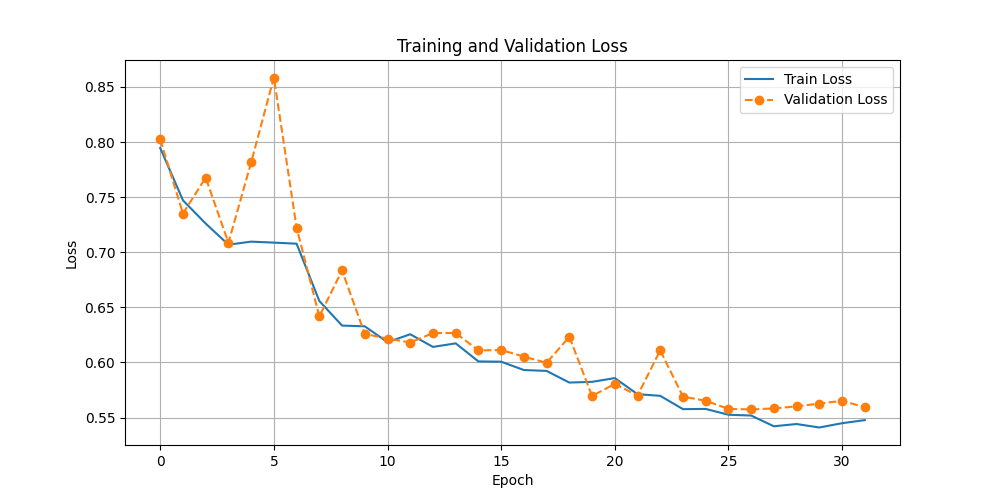 Training and Validation Loss
Train Loss
Validation Loss
0.85
0.80
0.75
0.70
0.65
0.60
0.55
Loss
0 5 10 15 20 25 30
Epoch